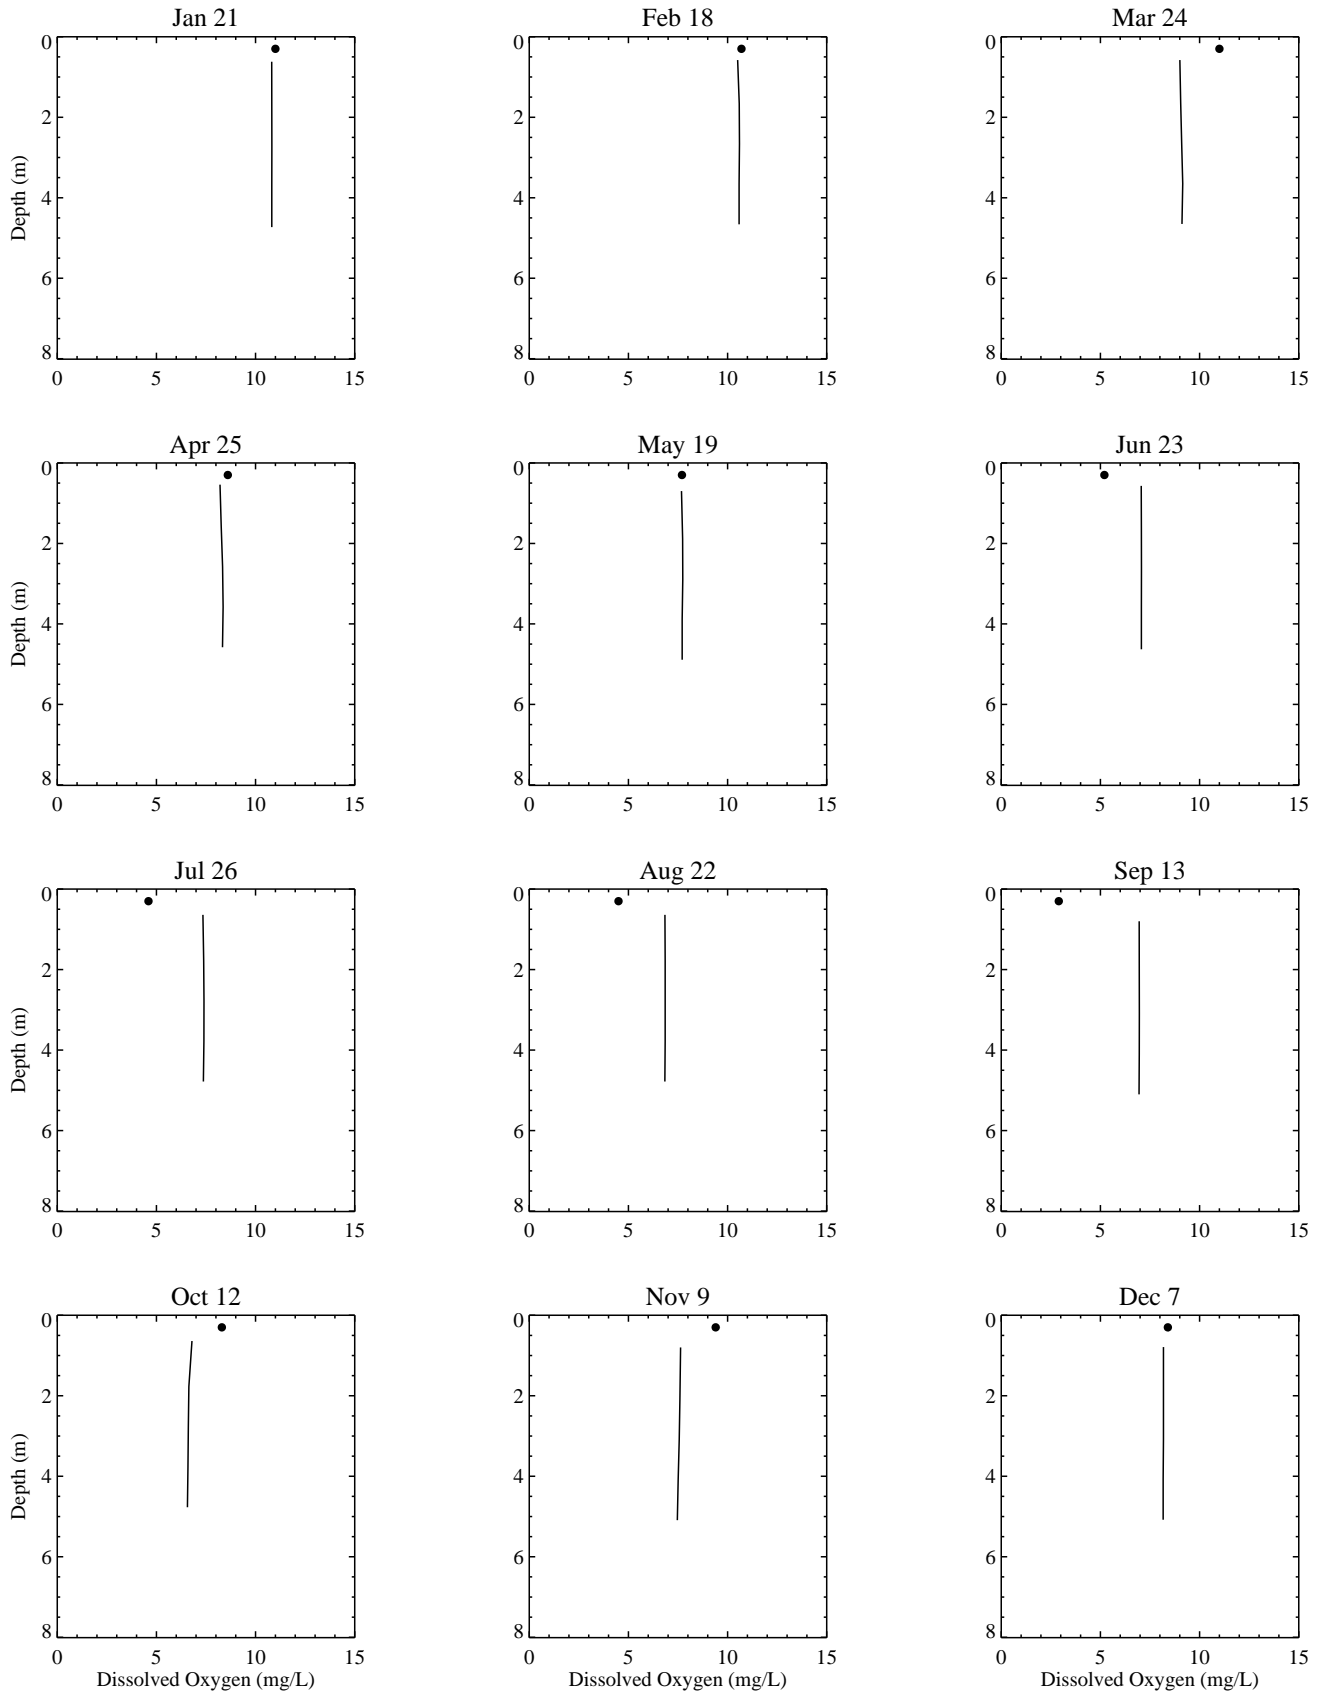 Jan 21 Feb 18 Mar 24
0 0 0
2 2 2
4 4 4
6 6 6
8 8 8
0 5 10 15 0 5 10 15 0 5 10 15
Depth (m)
Apr 25 May 19 Jun 23
0 0 0
2 2 2
4 4 4
6 6 6
8 8 8
0 5 10 15 0 5 10 15 0 5 10 15
Depth (m)
Jul 26 Aug 22 Sep 13
0 0 0
2 2 2
4 4 4
6 6 6
8 8 8
0 5 10 15 0 5 10 15 0 5 10 15
Depth (m)
Oct 12 Nov 9 Dec 7
0 0 0
2 2 2
4 4 4
6 6 6
8 8 8
0 5 10 15 0 5 10 15 0 5 10 15
Depth (m)
Dissolved Oxygen (mg/L) Dissolved Oxygen (mg/L) Dissolved Oxygen (mg/L)